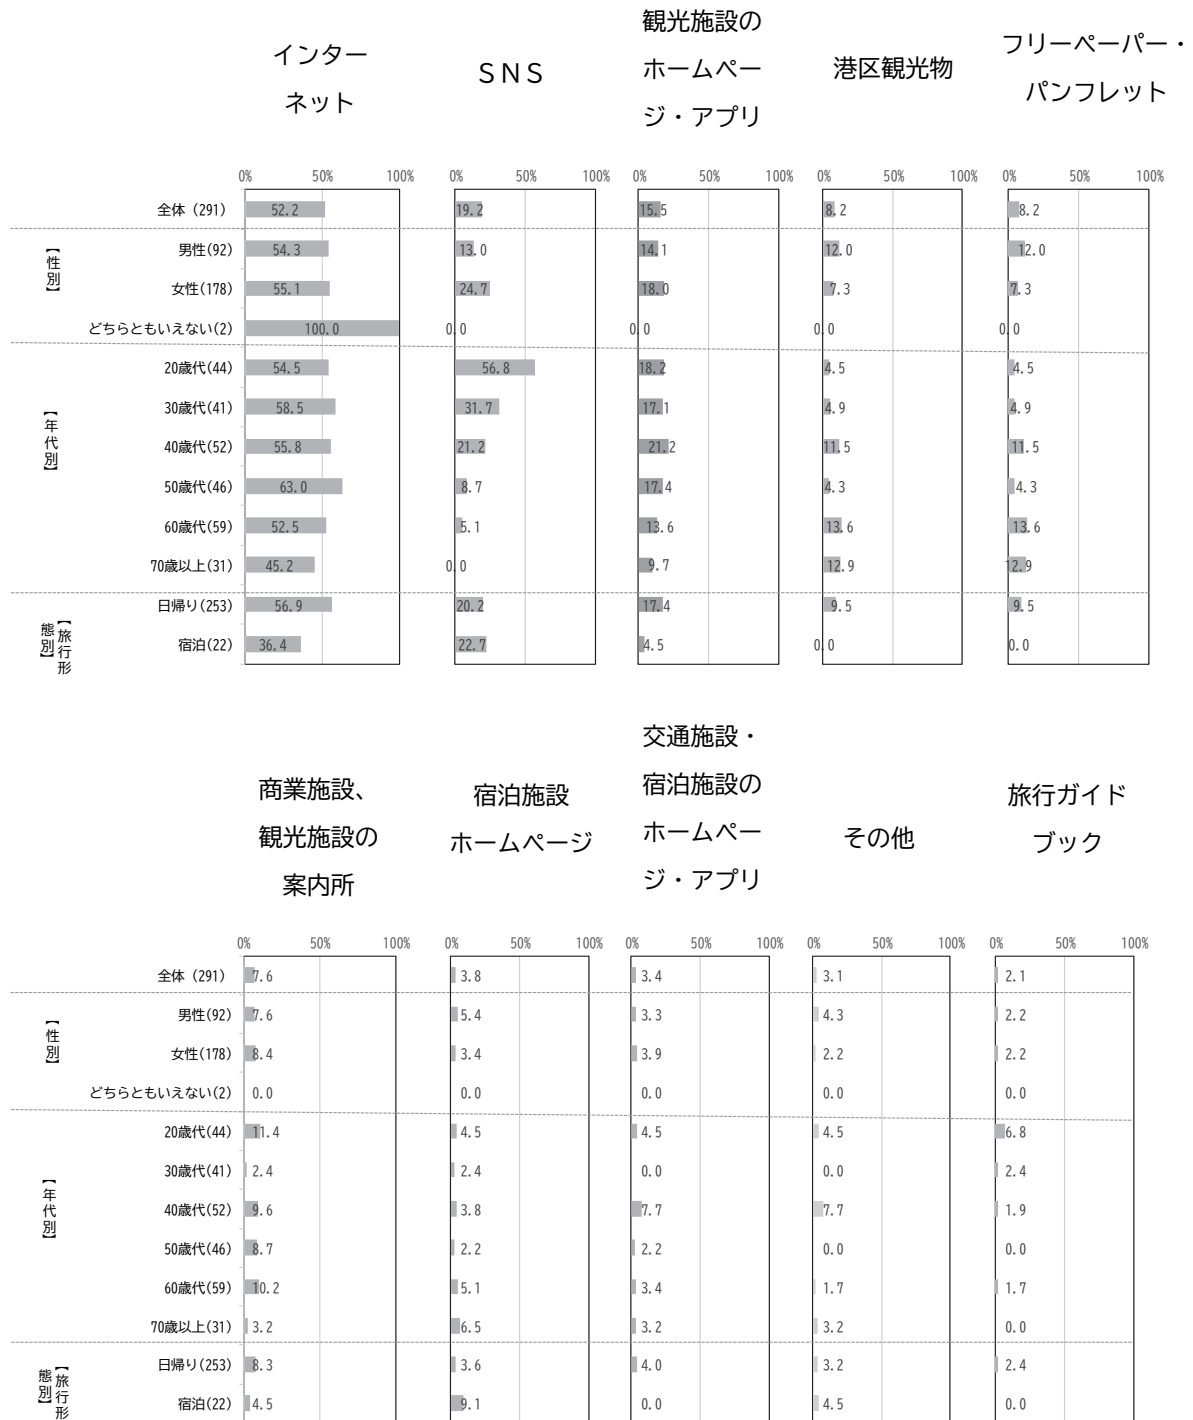 インター
ネット
ＳＮＳ
観光施設の
ホームペー
ジ・アプリ
港区観光物
フリーペーパー・
パンフレット
0% 50% 100% 0% 50% 100% 0% 50% 100% 0% 50% 100% 0% 50% 100%
全体 (291) 52.2 19.2 15.5 8.2 8.2
【性別】
男性(92) 54.3 13.0 14.1 12.0 12.0
女性(178) 55.1 24.7 18.0 7.3 7.3
どちらともいえない(2) 100.0 0.0 0.0 0.0 0.0
【年代別】
20歳代(44) 54.5 56.8 18.2 4.5 4.5
30歳代(41) 58.5 31.7 17.1 4.9 4.9
40歳代(52) 55.8 21.2 21.2 11.5 11.5
50歳代(46) 63.0 8.7 17.4 4.3 4.3
60歳代(59) 52.5 5.1 13.6 13.6 13.6
70歳以上(31) 45.2 0.0 9.7 12.9 12.9
【旅行形態別】
日帰り(253) 56.9 20.2 17.4 9.5 9.5
宿泊(22) 36.4 22.7 4.5 0.0 0.0
商業施設、
観光施設の
案内所
宿泊施設
ホームページ
交通施設・
宿泊施設の
ホームペー
ジ・アプリ
その他
旅行ガイド
ブック
0% 50% 100% 0% 50% 100% 0% 50% 100% 0% 50% 100% 0% 50% 100%
全体 (291) 7.6 3.8 3.4 3.1 2.1
【性別】
男性(92) 7.6 5.4 3.3 4.3 2.2
女性(178) 8.4 3.4 3.9 2.2 2.2
どちらともいえない(2) 0.0 0.0 0.0 0.0 0.0
【年代別】
20歳代(44) 11.4 4.5 4.5 4.5 6.8
30歳代(41) 2.4 2.4 0.0 0.0 2.4
40歳代(52) 9.6 3.8 7.7 7.7 1.9
50歳代(46) 8.7 2.2 2.2 0.0 0.0
60歳代(59) 10.2 5.1 3.4 1.7 1.7
70歳以上(31) 3.2 6.5 3.2 3.2 0.0
【旅行形態別】
日帰り(253) 8.3 3.6 4.0 3.2 2.4
宿泊(22) 4.5 9.1 0.0 4.5 0.0